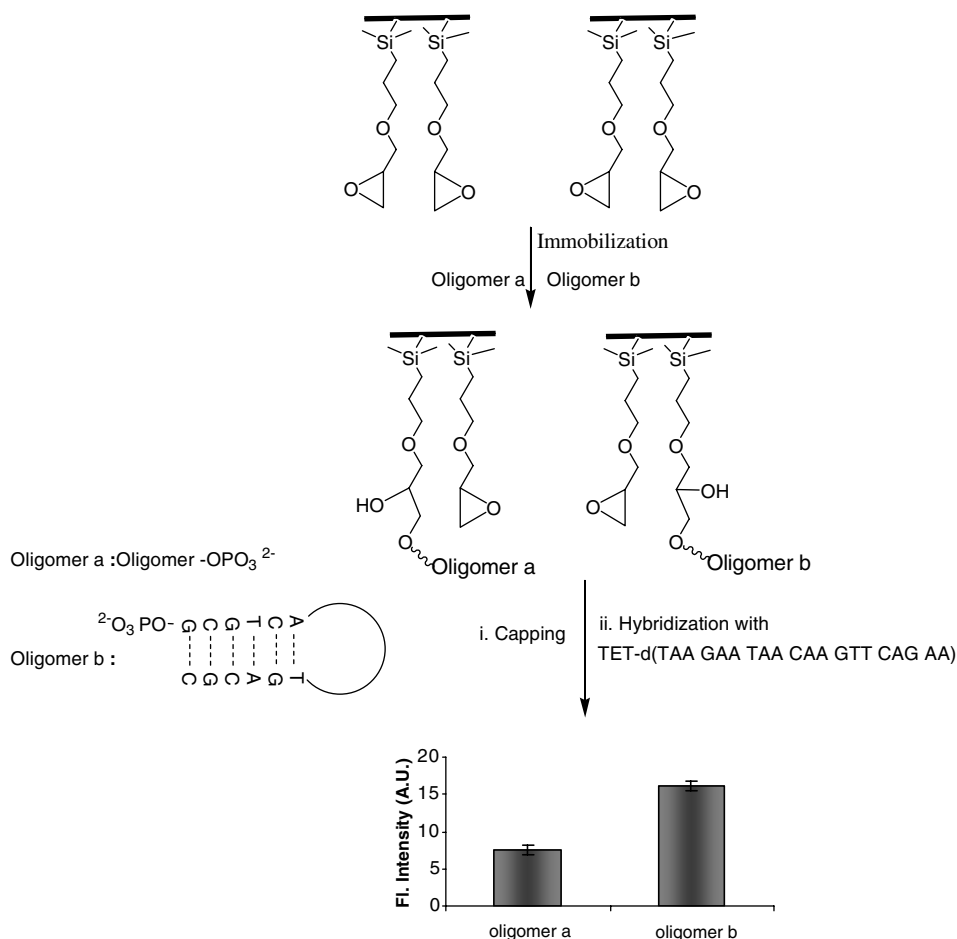 Si Si Si Si
O O O O
O O O O
Immobilization
Oligomer a Oligomer b
Si Si Si Si
O O O O
HO O O OH
O O
Oligomer a Oligomer b
Oligomer a :Oligomer -OPO3 2-
2-O3 PO- G C G T C A
Oligomer b :
C G C A G T
i. Capping
ii. Hybridization with
TET-d(TAA GAA TAA CAA GTT CAG AA)
Fl. Intensity (A.U.)
20
15
10
5
0
oligomer a oligomer b